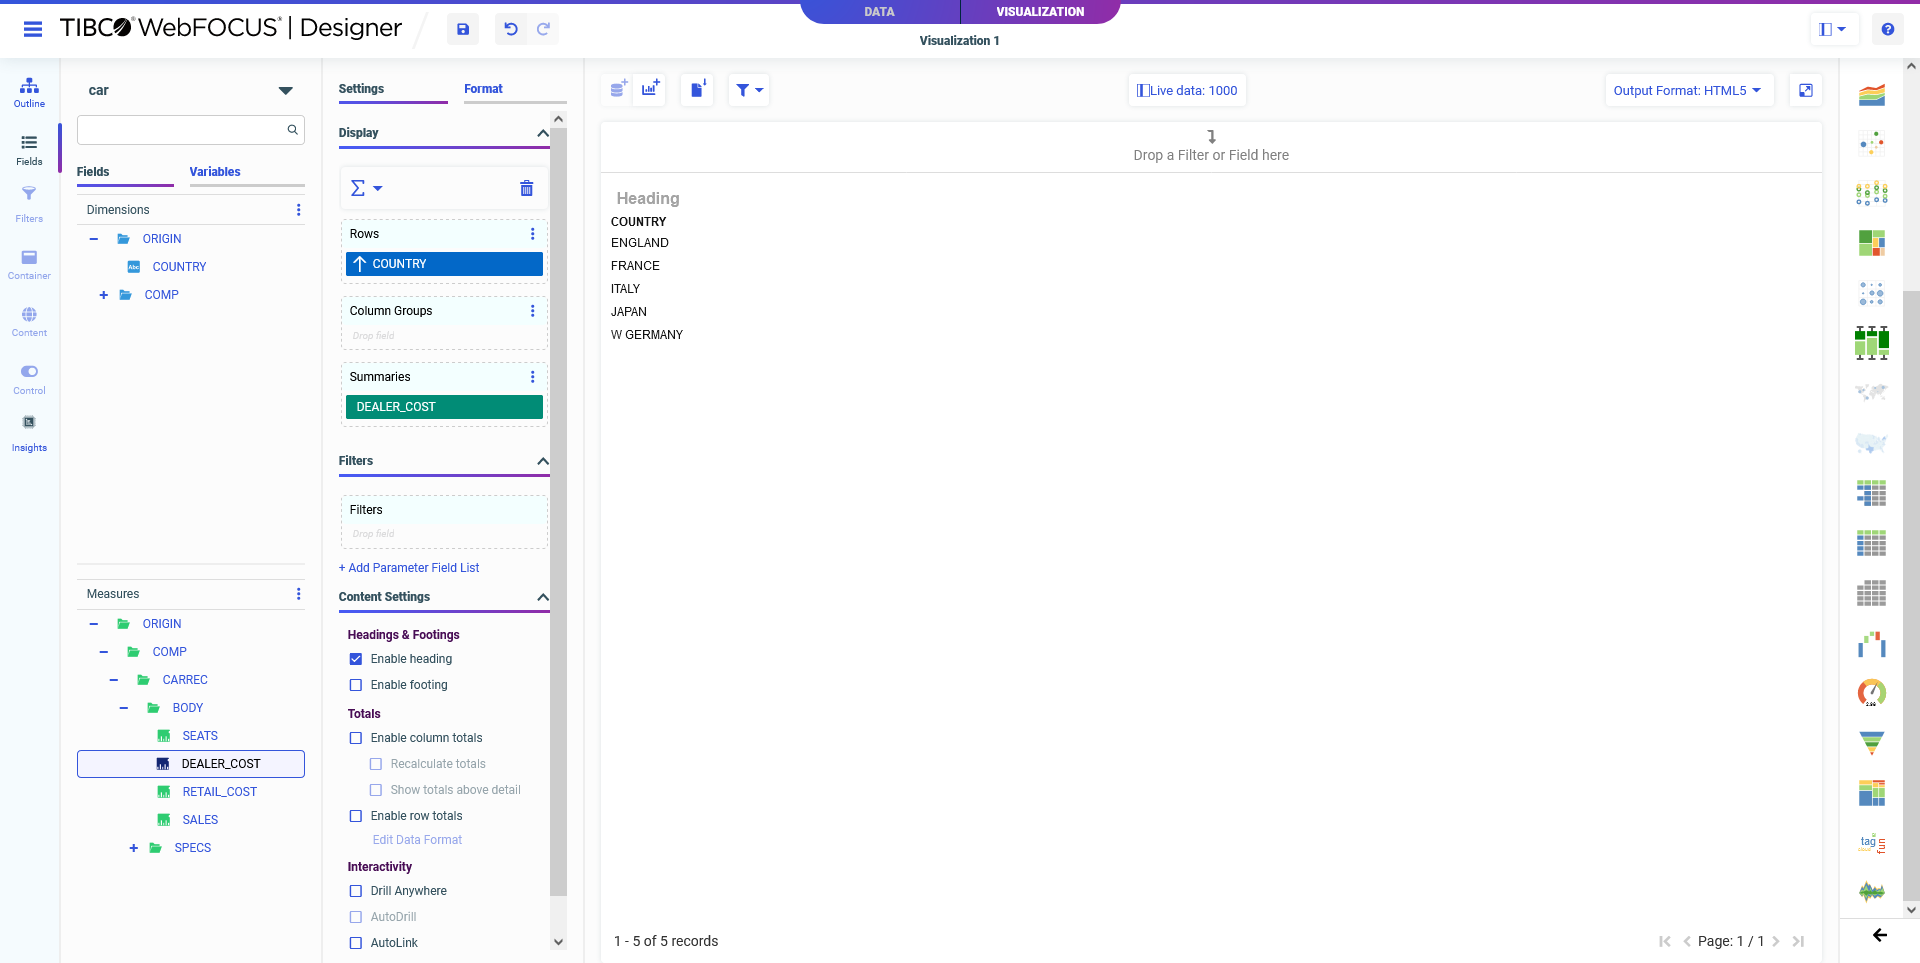 DATA
VISUALIZATION
TIBCO WebFOCUS® | Designer
Visualization 1
Outline
Fields
Filters
Container
Content
Control
Insights
car
Fields
Variables
Dimensions
ORIGIN
Abc
COUNTRY
COMP
Measures
ORIGIN
COMP
CARREC
BODY
SEATS
DEALER_COST
RETAIL_COST
SALES
SPECS
Settings
Format
Display
Rows
COUNTRY
Column Groups
Drop field
Summaries
DEALER_COST
Filters
Filters
Drop field
+ Add Parameter Field List
Content Settings
Headings & Footings
Enable heading
Enable footing
Totals
Enable column totals
Recalculate totals
Show totals above detail
Enable row totals
Edit Data Format
Interactivity
Drill Anywhere
AutoDrill
AutoLink
Live data: 1000
Output Format: HTML5
Drop a Filter or Field here
Heading
COUNTRY
ENGLAND
FRANCE
ITALY
JAPAN
W GERMANY
1 - 5 of 5 records
Page: 1 / 1
tag
fun